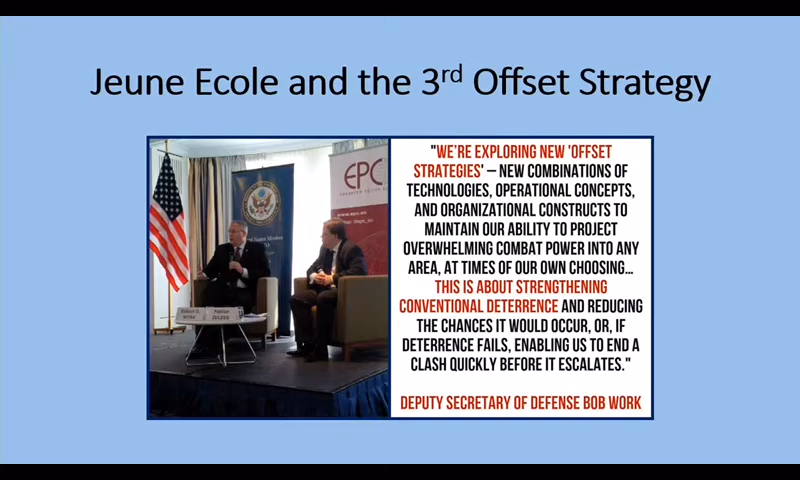 Jeune Ecole and the 3rd Offset Strategy
EPC
www.epc.eu
"WE'RE EXPLORING NEW 'OFFSET
STRATEGIES' – NEW COMBINATIONS OF
TECHNOLOGIES, OPERATIONAL CONCEPTS,
AND ORGANIZATIONAL CONSTRUCTS TO
MAINTAIN OUR ABILITY TO PROJECT
OVERWHELMING COMBAT POWER INTO ANY
AREA, AT TIMES OF OUR OWN CHOOSING...
THIS IS ABOUT STRENGTHENING
CONVENTIONAL DETERRENCE AND REDUCING
THE CHANCES IT WOULD OCCUR, OR, IF
DETERRENCE FAILS, ENABLING US TO END A
CLASH QUICKLY BEFORE IT ESCALATES."
DEPUTY SECRETARY OF DEFENSE BOB WORK